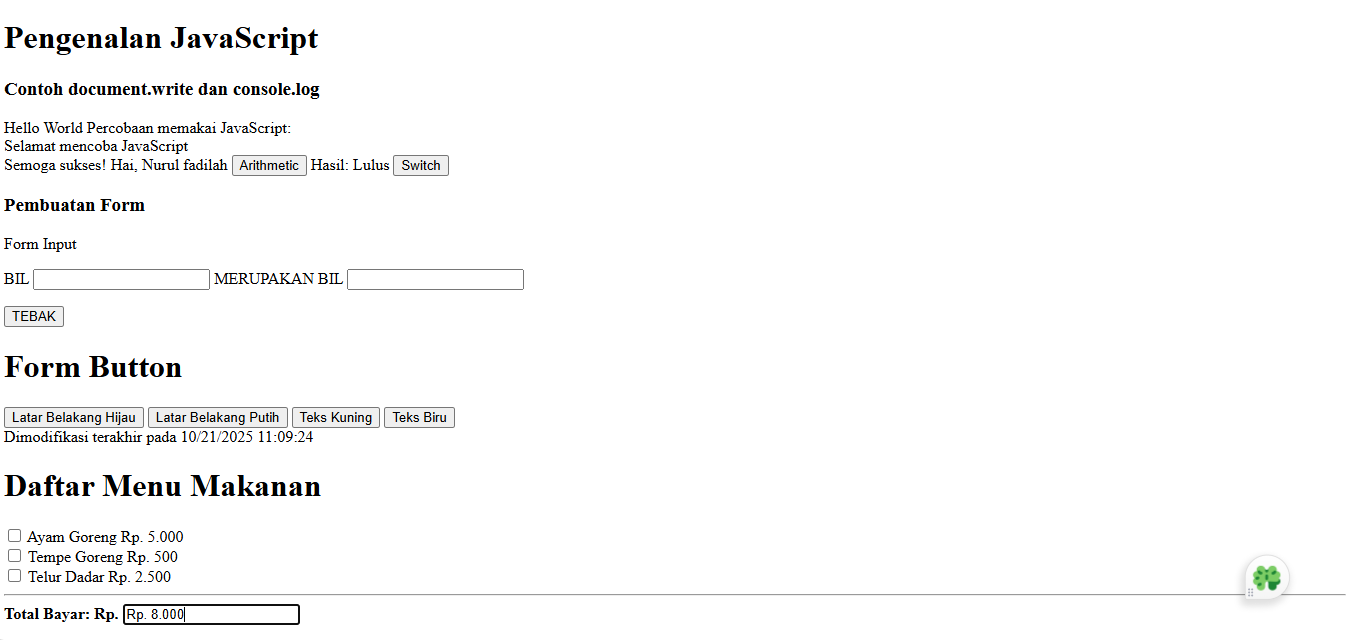 Pengenalan JavaScript
Contoh document.write dan console.log
Hello World Percobaan memakai JavaScript:
Selamat mencoba JavaScript
Semoga sukses! Hai, Nurul fadilah Arithmetic Hasil: Lulus Switch
Pembuatan Form
Form Input
BIL MERUPAKAN BIL
TEBAK
Form Button
Latar Belakang Hijau Latar Belakang Putih Teks Kuning Teks Biru
Dimodifikasi terakhir pada 10/21/2025 11:09:24
Daftar Menu Makanan
Ayam Goreng Rp. 5.000
Tempe Goreng Rp. 500
Telur Dadar Rp. 2.500
Total Bayar: Rp. Rp. 8.000